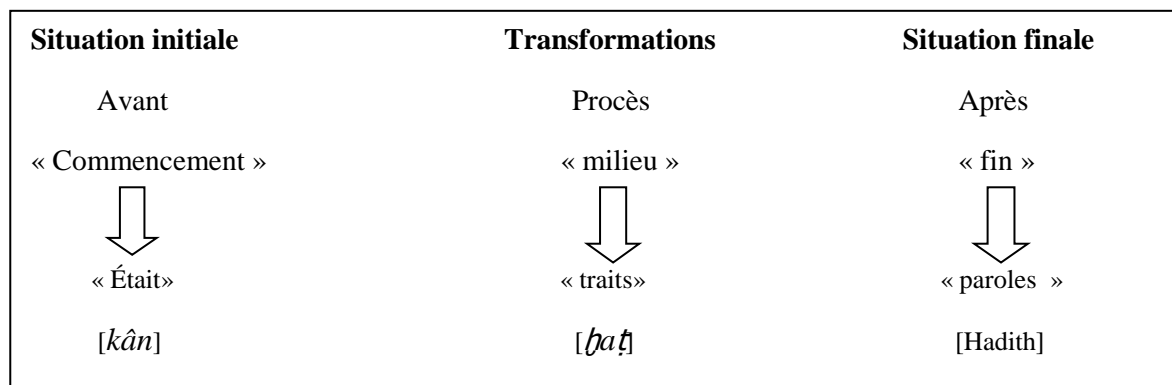 Situation initiale Transformations Situation finale
Avant Procès Après
« Commencement » « milieu » « fin »
« Était» « traits» « paroles »
[kân] [ḫaṭ] [Hadith]